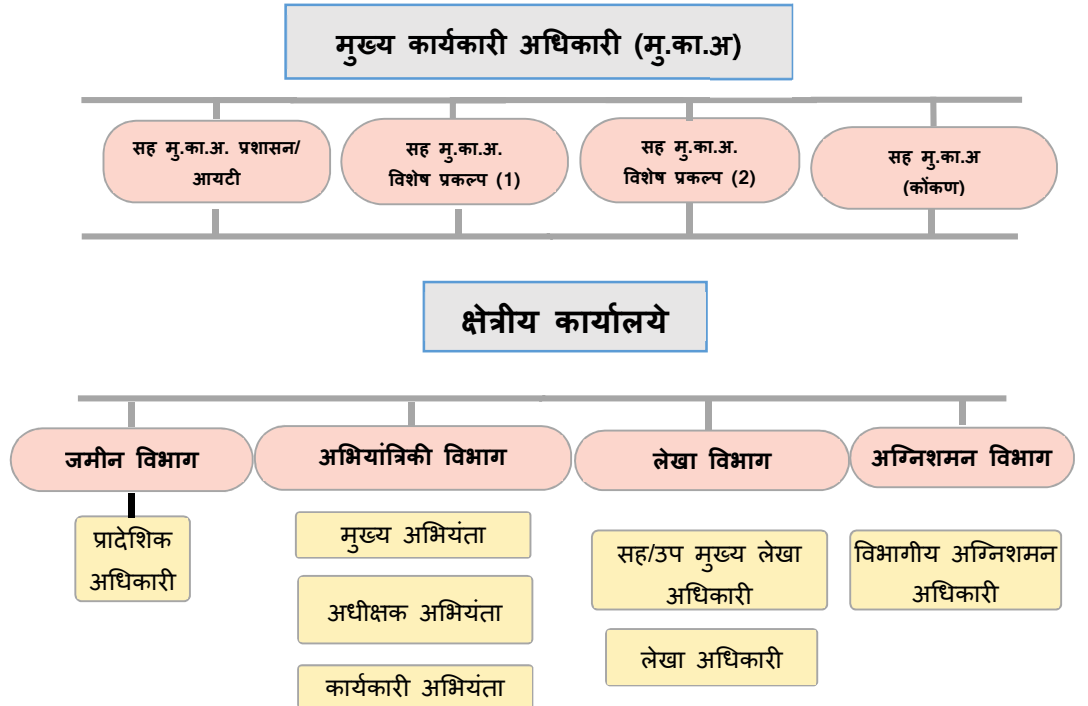 मुख्य कार्यकारी अधिकारी (मु.का.अ)
सह मु.का.अ. प्रशासन/
आयटी
सह मु.का.अ.
विशेष प्रकल्प (1)
सह मु.का.अ.
विशेष प्रकल्प (2)
सह मु.का.अ
(कोंकण)
क्षेत्रीय कार्यालये
जमीन विभाग
अभियांत्रिकी विभाग
लेखा विभाग
अग्निशमन विभाग
प्रादेशिक
अधिकारी
मुख्य अभियंता
अधीक्षक अभियंता
कार्यकारी अभियंता
सह/उप मुख्य लेखा
अधिकारी
लेखा अधिकारी
विभागीय अग्निशमन
अधिकारी